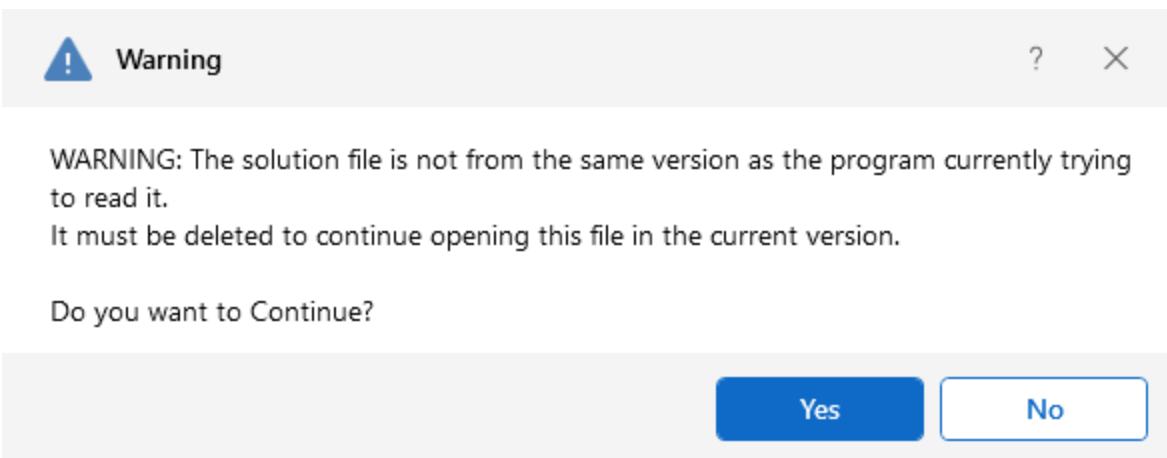 Warning
WARNING: The solution file is not from the same version as the program currently trying
to read it.
It must be deleted to continue opening this file in the current version.
Do you want to Continue?
Yes No